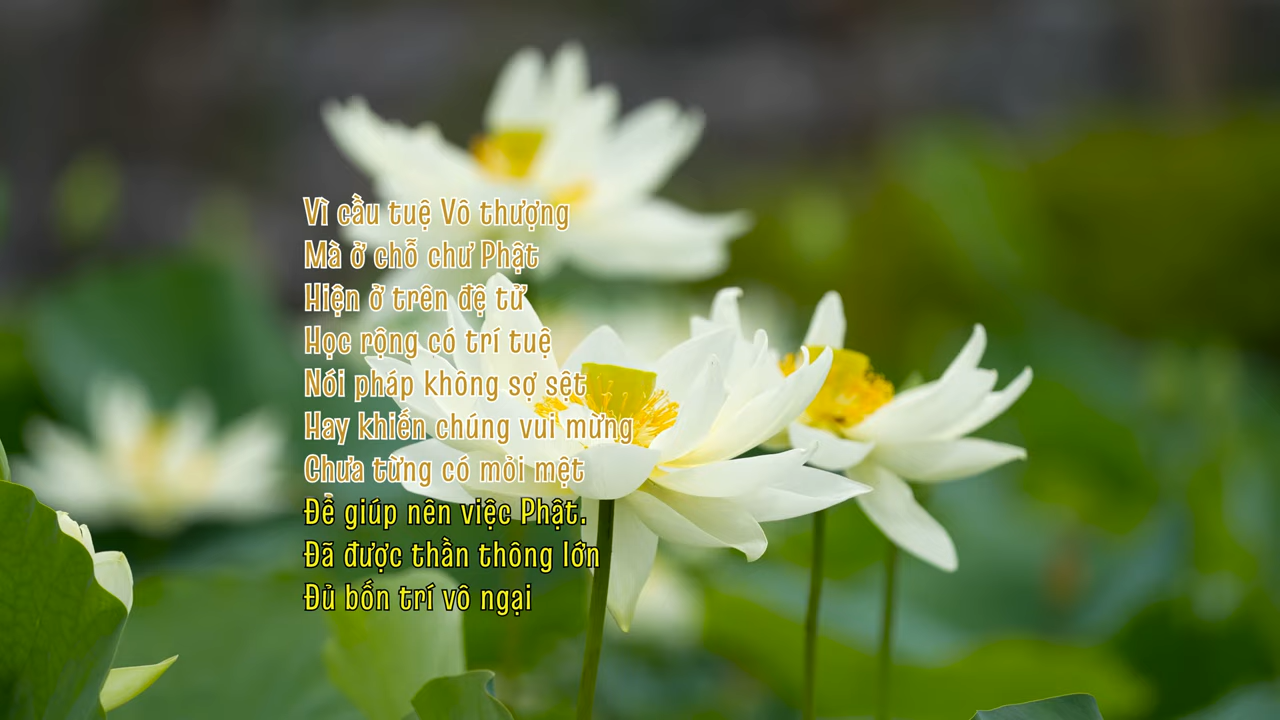 Vì cầu tuệ Vô thượng
Mà ở chỗ chư Phật
Hiện ở trên đệ tử
Học rộng có trí tuệ
Nói pháp không sợ sệt
Hay khiến chúng vui mừng
Chưa từng có mỏi mệt
Để giúp nên việc Phật.
Đã được thần thông lớn
Đủ bốn trí vô ngại